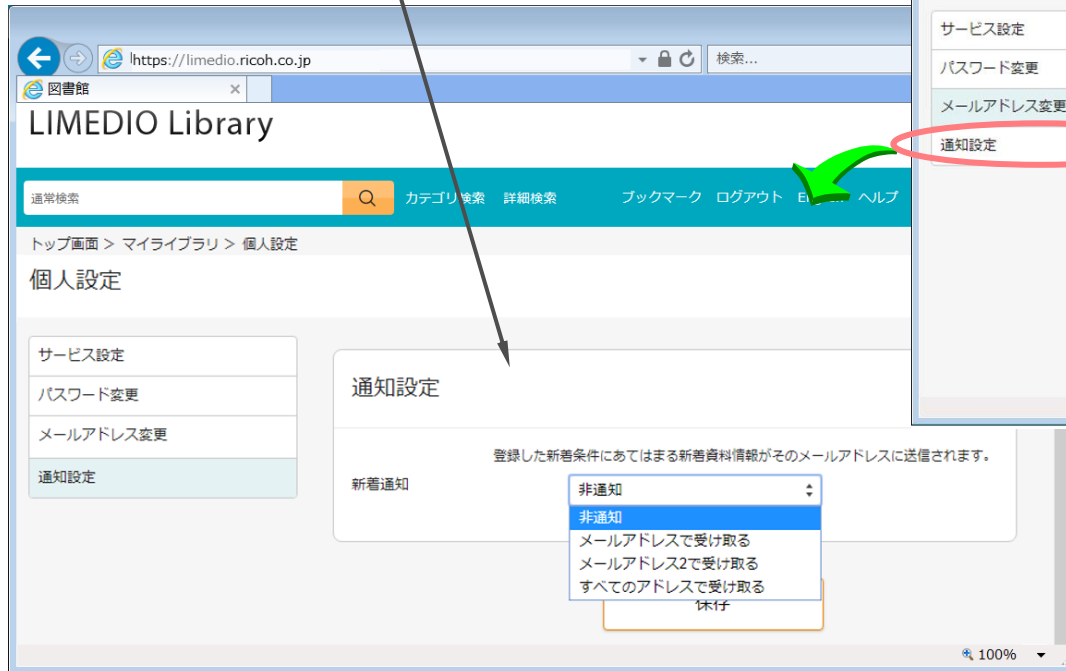 https://limedio.ricoh.co.jp
検索...
図書館
LIMEDIO Library
通常検索
カテゴリ検索 詳細検索 ブックマーク ログアウト English ヘルプ
トップ画面 > マイライブラリ > 個人設定
個人設定
サービス設定
パスワード変更
メールアドレス変更
通知設定
通知設定
登録した新着条件にあてはまる新着資料情報がそのメールアドレスに送信されます。
新着通知
非通知
非通知
メールアドレスで受け取る
メールアドレス2で受け取る
すべてのアドレスで受け取る
保存
100%
サービス設定
パスワード変更
メールアドレス変更
通知設定